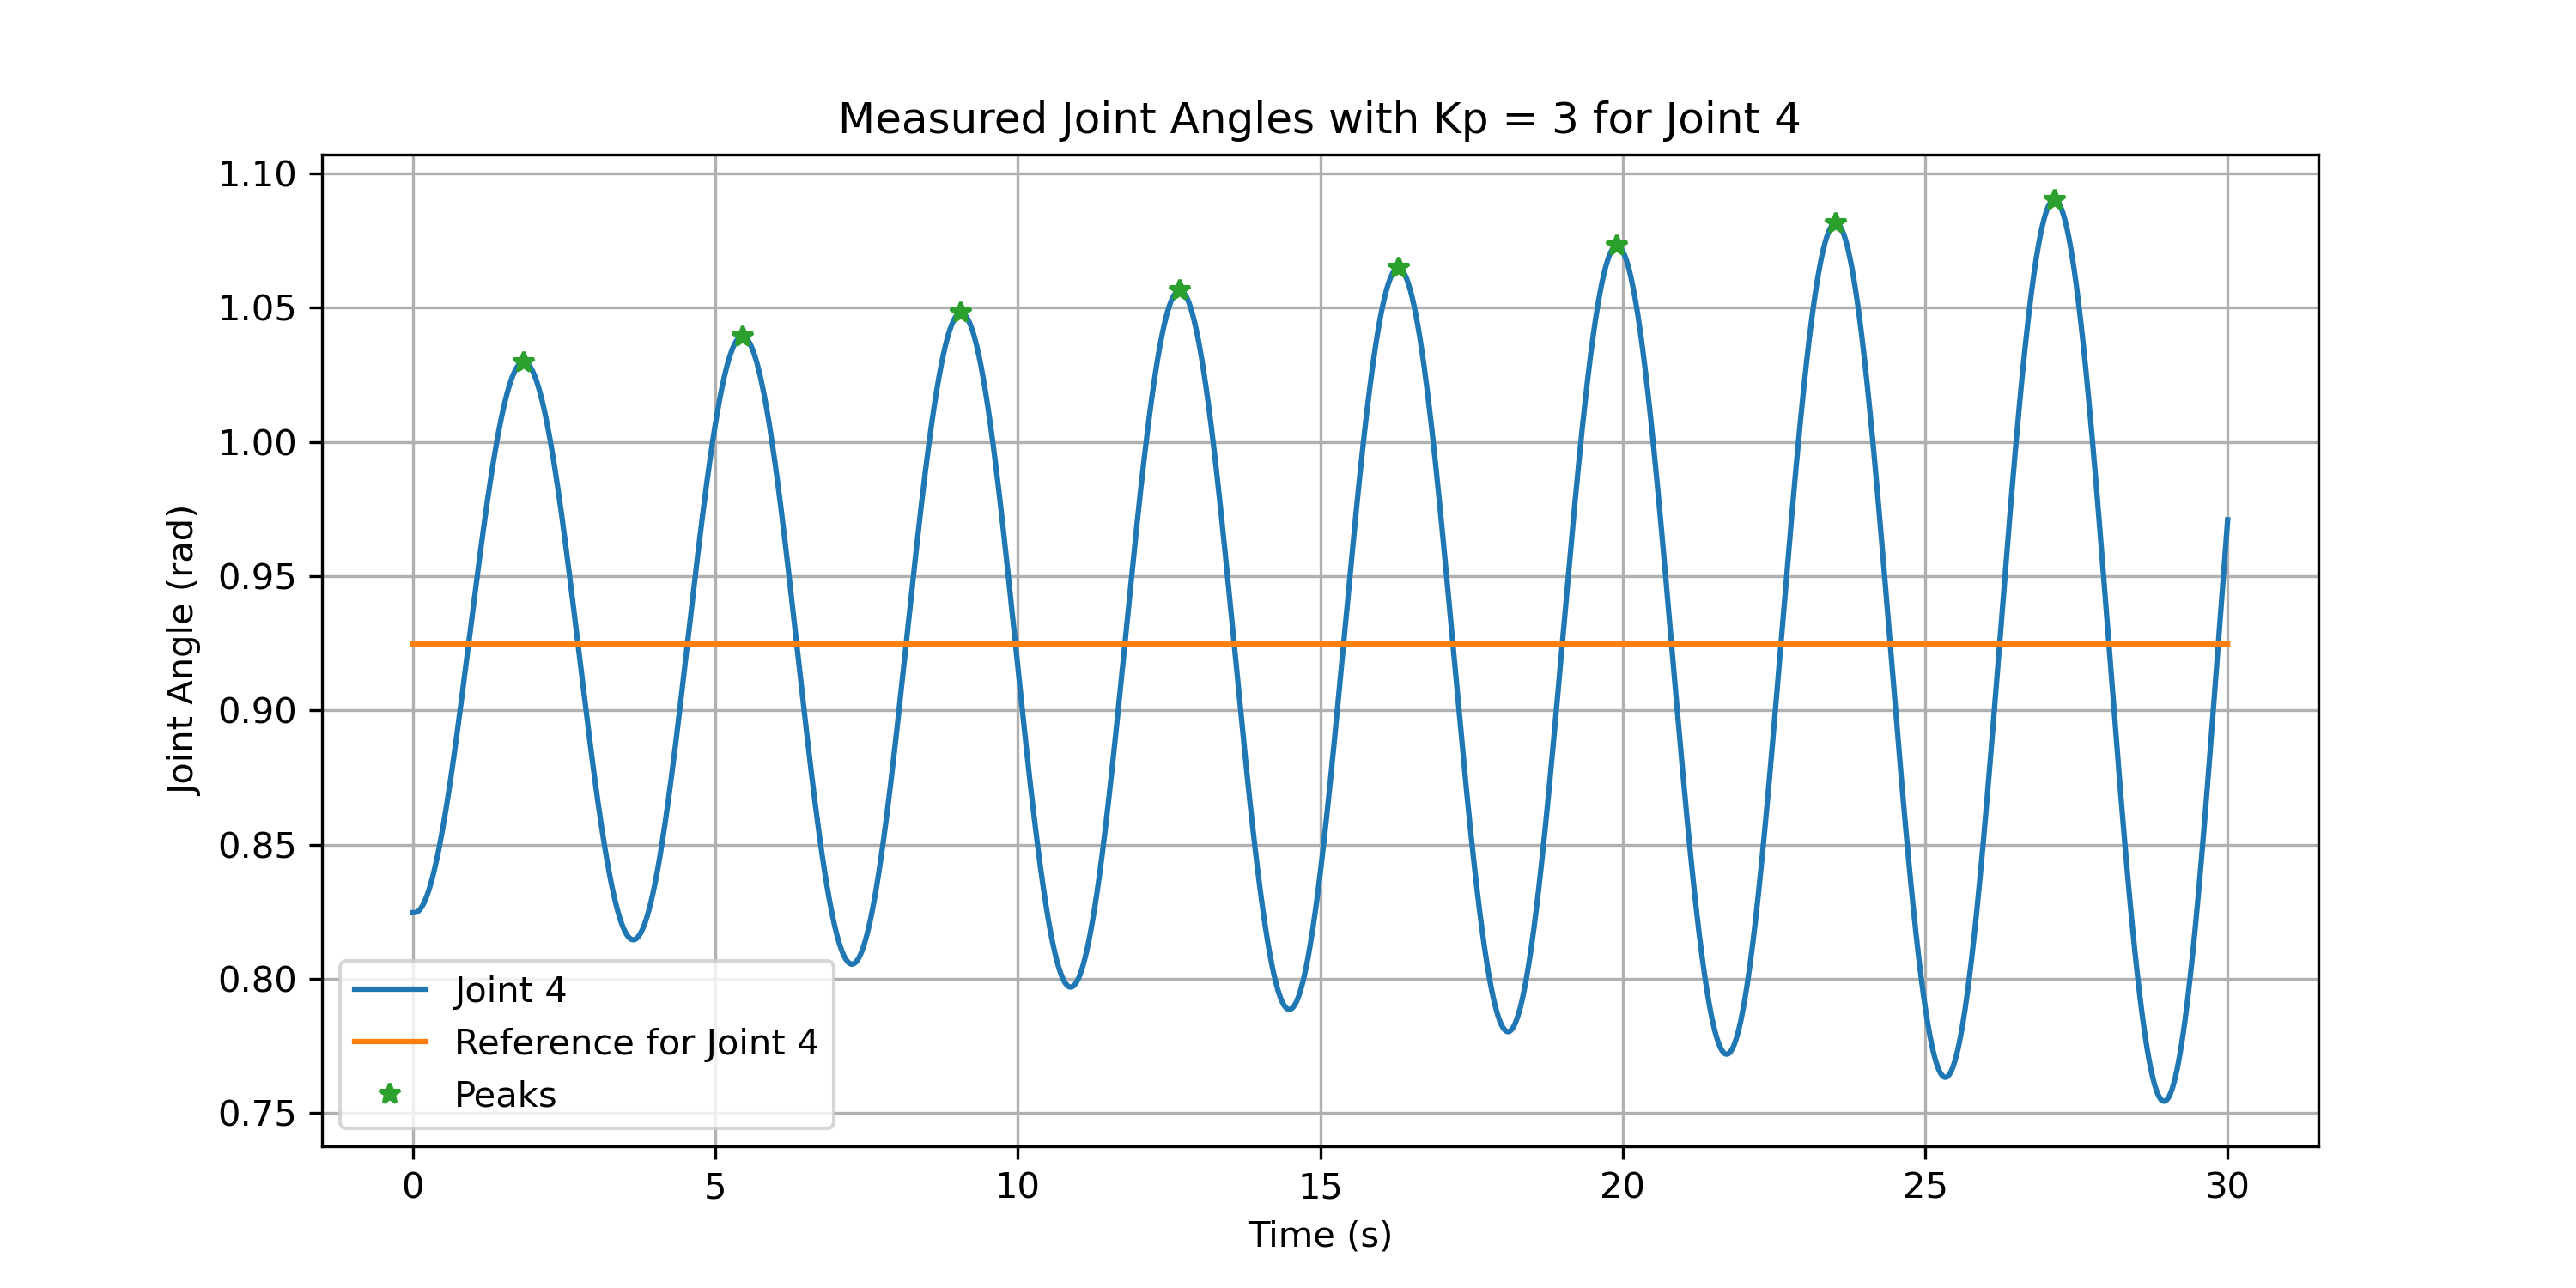 Measured Joint Angles with Kp = 3 for Joint 4
1.10
1.05
1.00
0.95
0.90
0.85
0.80
0.75
Joint Angle (rad)
Joint 4
Reference for Joint 4
Peaks
0 5 10 15 20 25 30
Time (s)